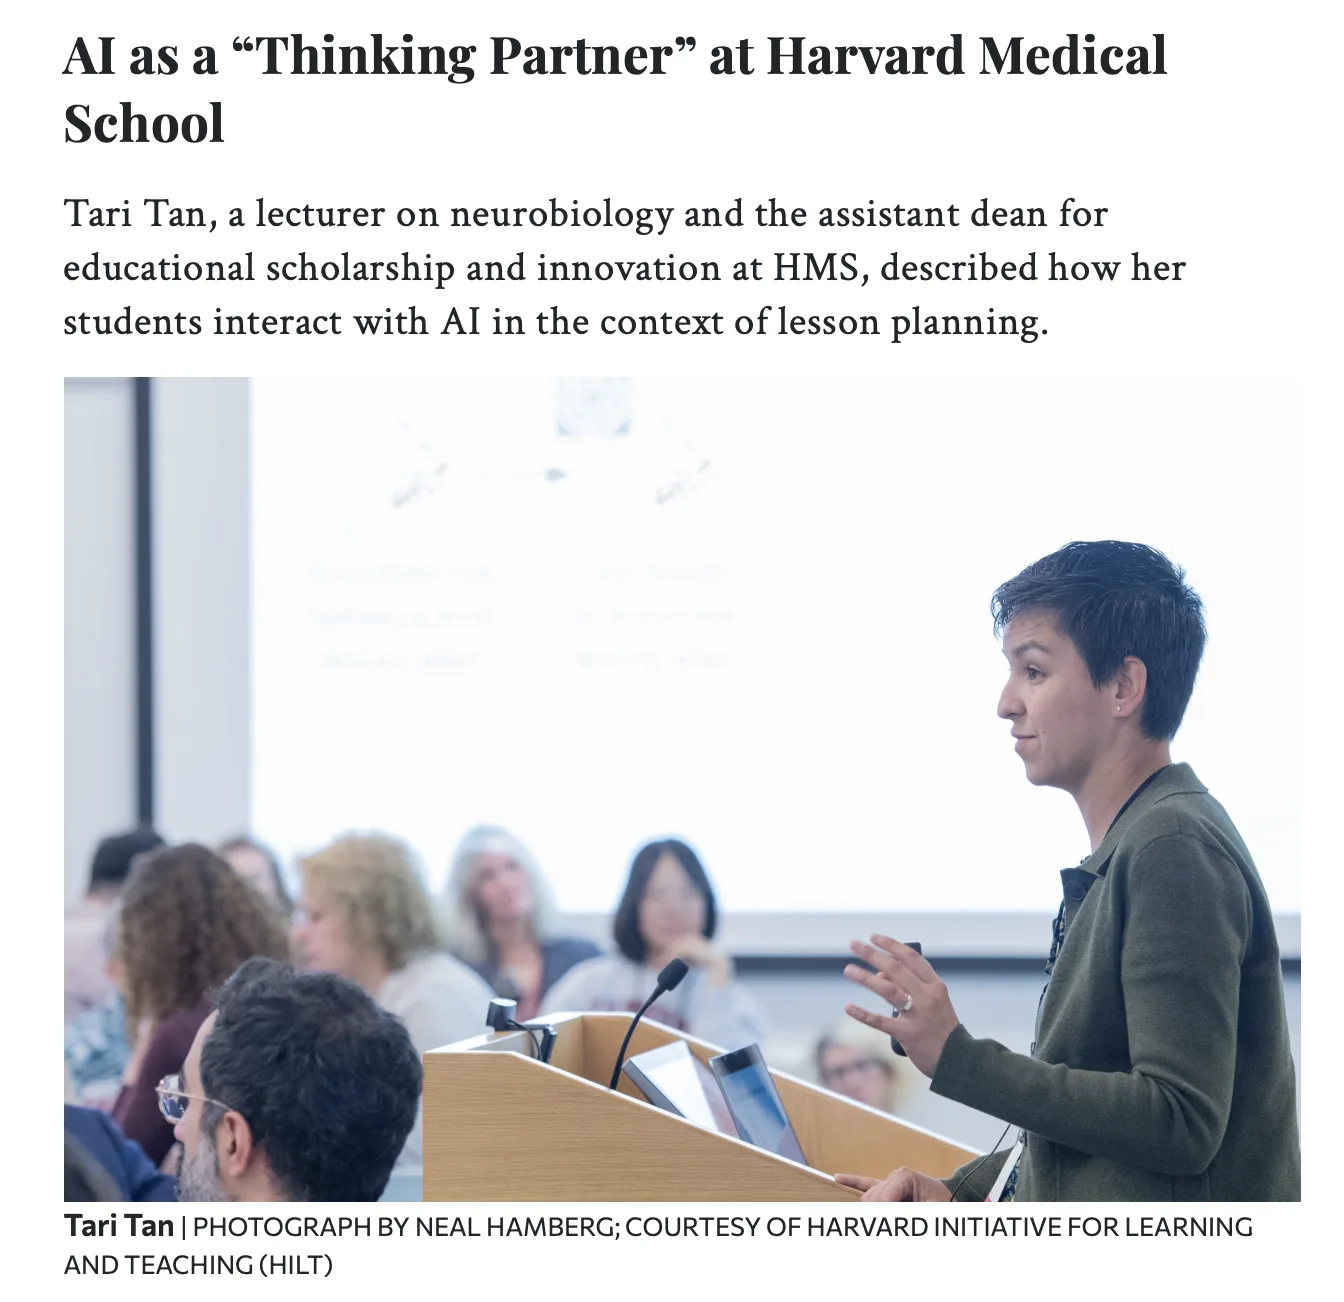 AI as a “Thinking Partner” at Harvard Medical
School
Tari Tan, a lecturer on neurobiology and the assistant dean for
educational scholarship and innovation at HMS, described how her
students interact with AI in the context of lesson planning.
Tari Tan | PHOTOGRAPH BY NEAL HAMBERG; COURTESY OF HARVARD INITIATIVE FOR LEARNING
AND TEACHING (HILT)